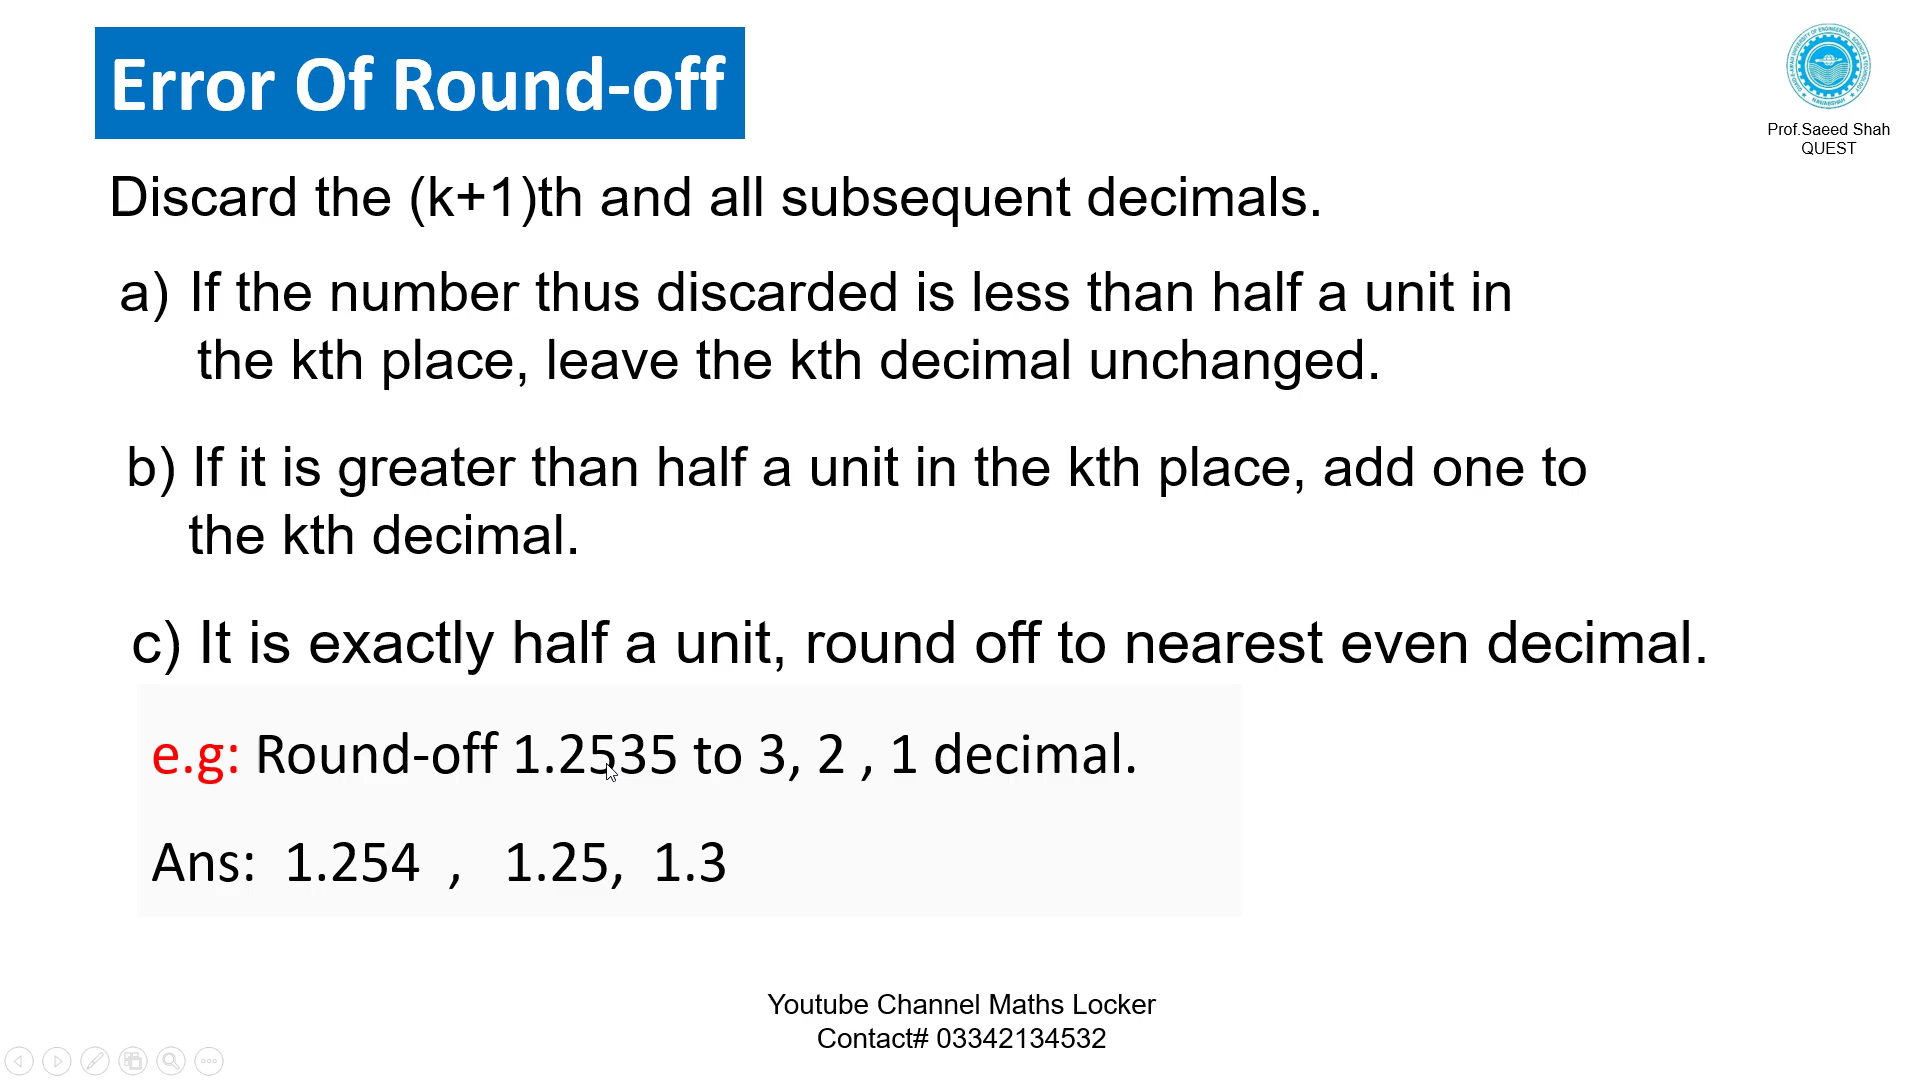 Error Of Round-off
Prof.Saeed Shah
QUEST
Discard the (k+1)th and all subsequent decimals.
a) If the number thus discarded is less than half a unit in
the kth place, leave the kth decimal unchanged.
b) If it is greater than half a unit in the kth place, add one to
the kth decimal.
c) It is exactly half a unit, round off to nearest even decimal.
e.g: Round-off 1.2535 to 3, 2 , 1 decimal.
Ans: 1.254 , 1.25, 1.3
Youtube Channel Maths Locker
Contact# 03342134532